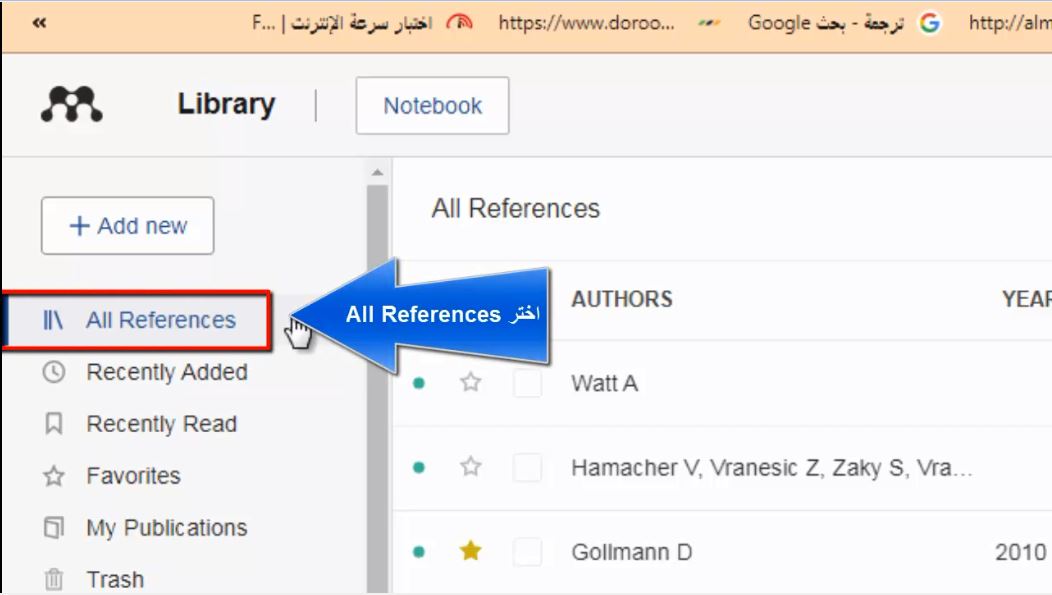 «
F... | اختبار سرعة الإنترنت
https://www.doroo...
ترجمة - بحث Google
http://alm
Library
Notebook
+ Add new
All References
Recently Added
Recently Read
Favorites
My Publications
Trash
اختر All References
All References
AUTHORS YEAR
Watt A
Hamacher V, Vranesic Z, Zaky S, Vra...
Gollmann D 2010